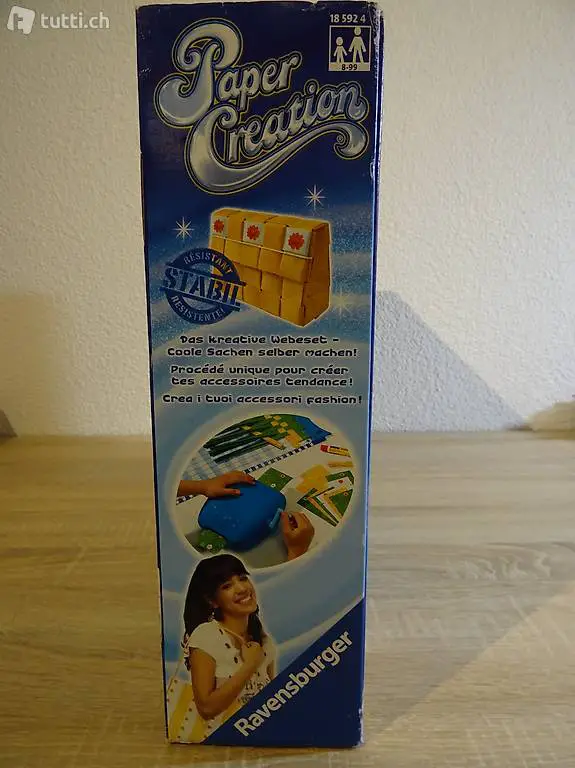 tutti.ch
18 592 4
8-99
Paper
Creation
®
RÉSISTANT
STABIL
RESISTENTE!
Das kreative Webeset -
Coole Sachen selber machen!
Procédé unique pour créer
tes accessoires tendance!
Crea i tuoi accessori fashion!
Ravensburger